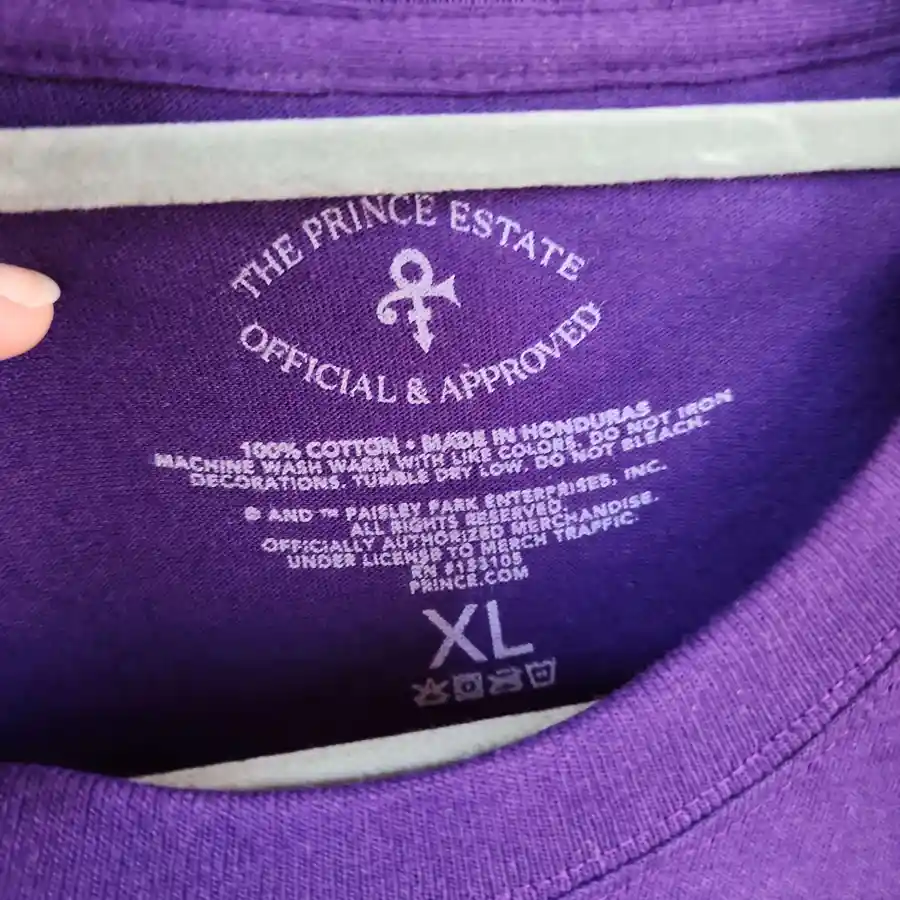 THE PRINCE ESTATE
OFFICIAL & APPROVED
100% COTTON • MADE IN HONDURAS
MACHINE WASH WARM WITH LIKE COLORS. DO NOT IRON
DECORATIONS. TUMBLE DRY LOW. DO NOT BLEACH.
® AND ™ PAISLEY PARK ENTERPRISES, INC.
ALL RIGHTS RESERVED.
OFFICIALLY AUTHORIZED MERCHANDISE.
UNDER LICENSE TO MERCH TRAFFIC.
RN #133105
PRINCE.COM
XL